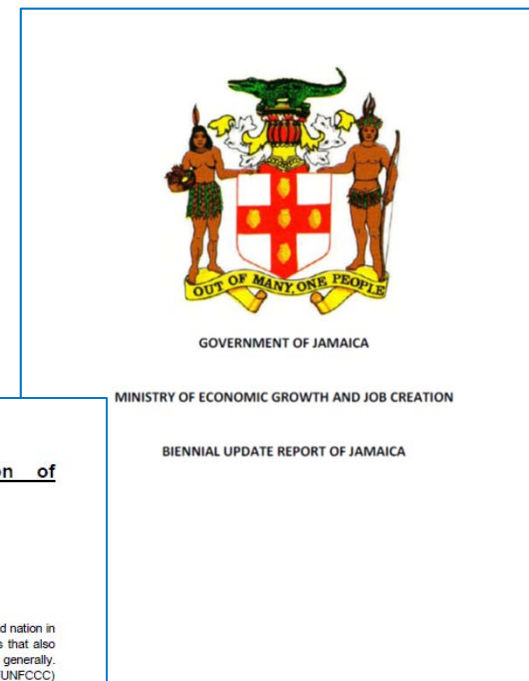 OUT OF MANY, ONE PEOPLE
GOVERNMENT OF JAMAICA
MINISTRY OF ECONOMIC GROWTH AND JOB CREATION
BIENNIAL UPDATE REPORT OF JAMAICA
of
d nation in
s that also
generally.
UNFCCC)